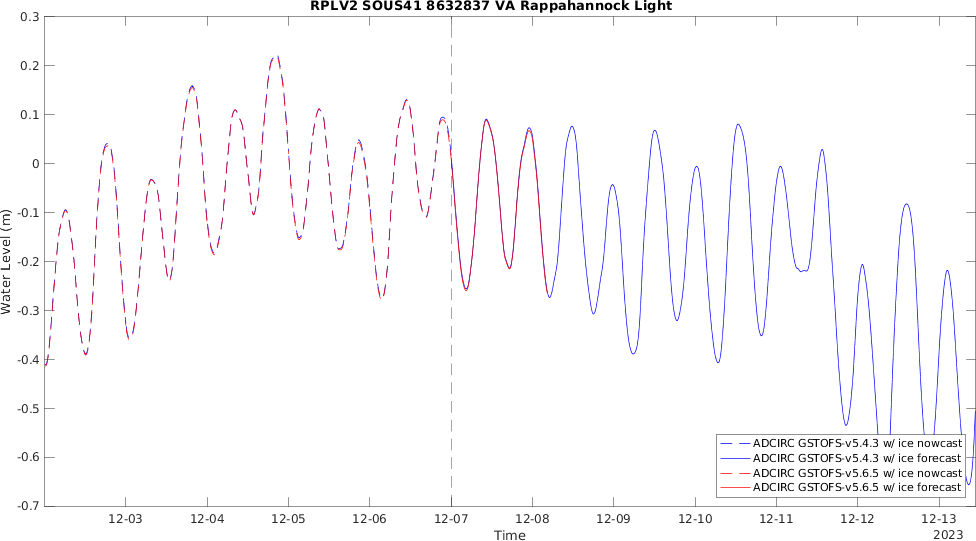 RPLV2 SOUS41 8632837 VA Rappahannock Light
0.3
0.2
0.1
0
-0.1
-0.2
-0.3
-0.4
-0.5
-0.6
-0.7
Water Level (m)
ADCIRC GSTOFS-v5.4.3 w/ ice nowcast
ADCIRC GSTOFS-v5.4.3 w/ ice forecast
ADCIRC GSTOFS-v5.6.5 w/ ice nowcast
ADCIRC GSTOFS-v5.6.5 w/ ice forecast
12-03 12-04 12-05 12-06 12-07 12-08 12-09 12-10 12-11 12-12 12-13
Time
2023